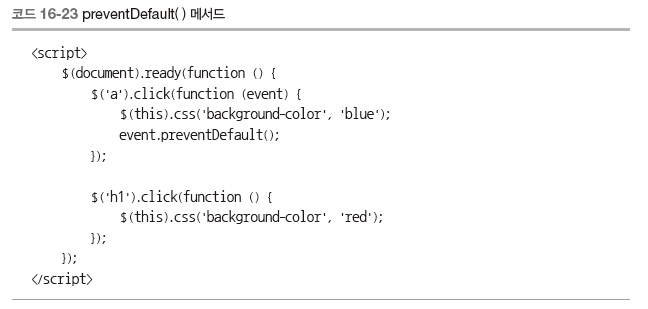 코드 16-23 preventDefault( ) 메서드
<script>
    $(document).ready(function () {
        $('a').click(function (event) {
            $(this).css('background-color', 'blue');
            event.preventDefault();
        });

        $('h1').click(function () {
            $(this).css('background-color', 'red');
        });
    });
</script>